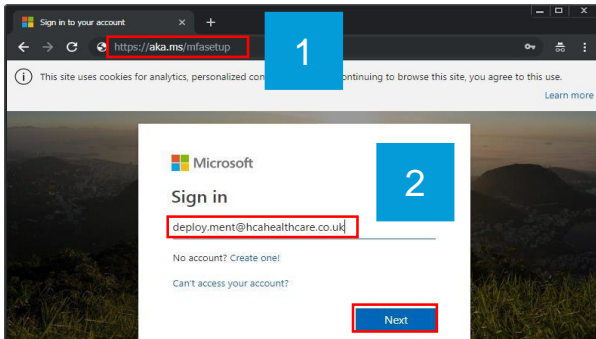 Sign in to your account
https://aka.ms/mfasetup
1
This site uses cookies for analytics, personalized con ntinuing to browse this site, you agree to this use.
Learn more
Microsoft
2
Sign in
deploy.ment@hcahealthcare.co.uk
No account? Create one!
Can't access your account?
Next